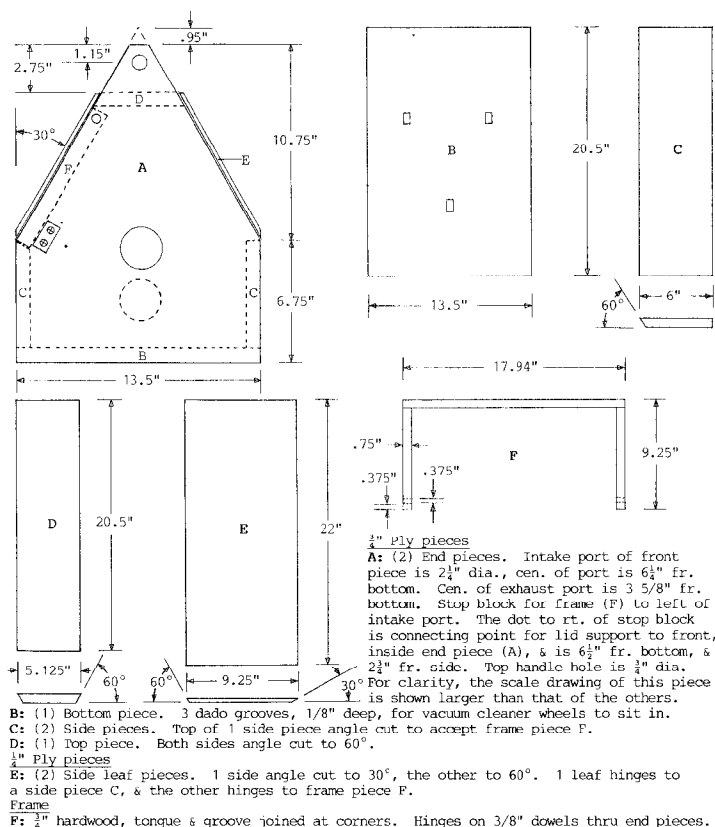 .95"
1.15"
2.75"
D
30°
10.75"
F
A
E
C
C
6.75"
B
13.5"
B
20.5"
C
13.5"
6"
60°
17.94"
.75"
F
9.25"
.375"
.375"
D
20.5"
E
22"
5.125"
60°
60°
9.25"
30°
¾" Ply pieces
A: (2) End pieces. Intake port of front
piece is 2¼" dia., cen. of port is 6¼" fr.
bottom. Cen. of exhaust port is 3 5/8" fr.
bottom. Stop block for frame (F) to left of
intake port. The dot to rt. of stop block
is connecting point for lid support to front,
inside end piece (A), & is 6½" fr. bottom, &
2¾" fr. side. Top handle hole is ¾" dia.
For clarity, the scale drawing of this piece
is shown larger than that of the others.
B: (1) Bottom piece. 3 dado grooves, 1/8" deep, for vacuum cleaner wheels to sit in.
C: (2) Side pieces. Top of 1 side piece angle cut to accept frame piece F.
D: (1) Top piece. Both sides angle cut to 60°.
¼" Ply pieces
E: (2) Side leaf pieces. 1 side angle cut to 30°, the other to 60°. 1 leaf hinges to
a side piece C, & the other hinges to frame piece F.
Frame
F: ¾" hardwood, tongue & groove joined at corners. Hinges on 3/8" dowels thru end pieces.